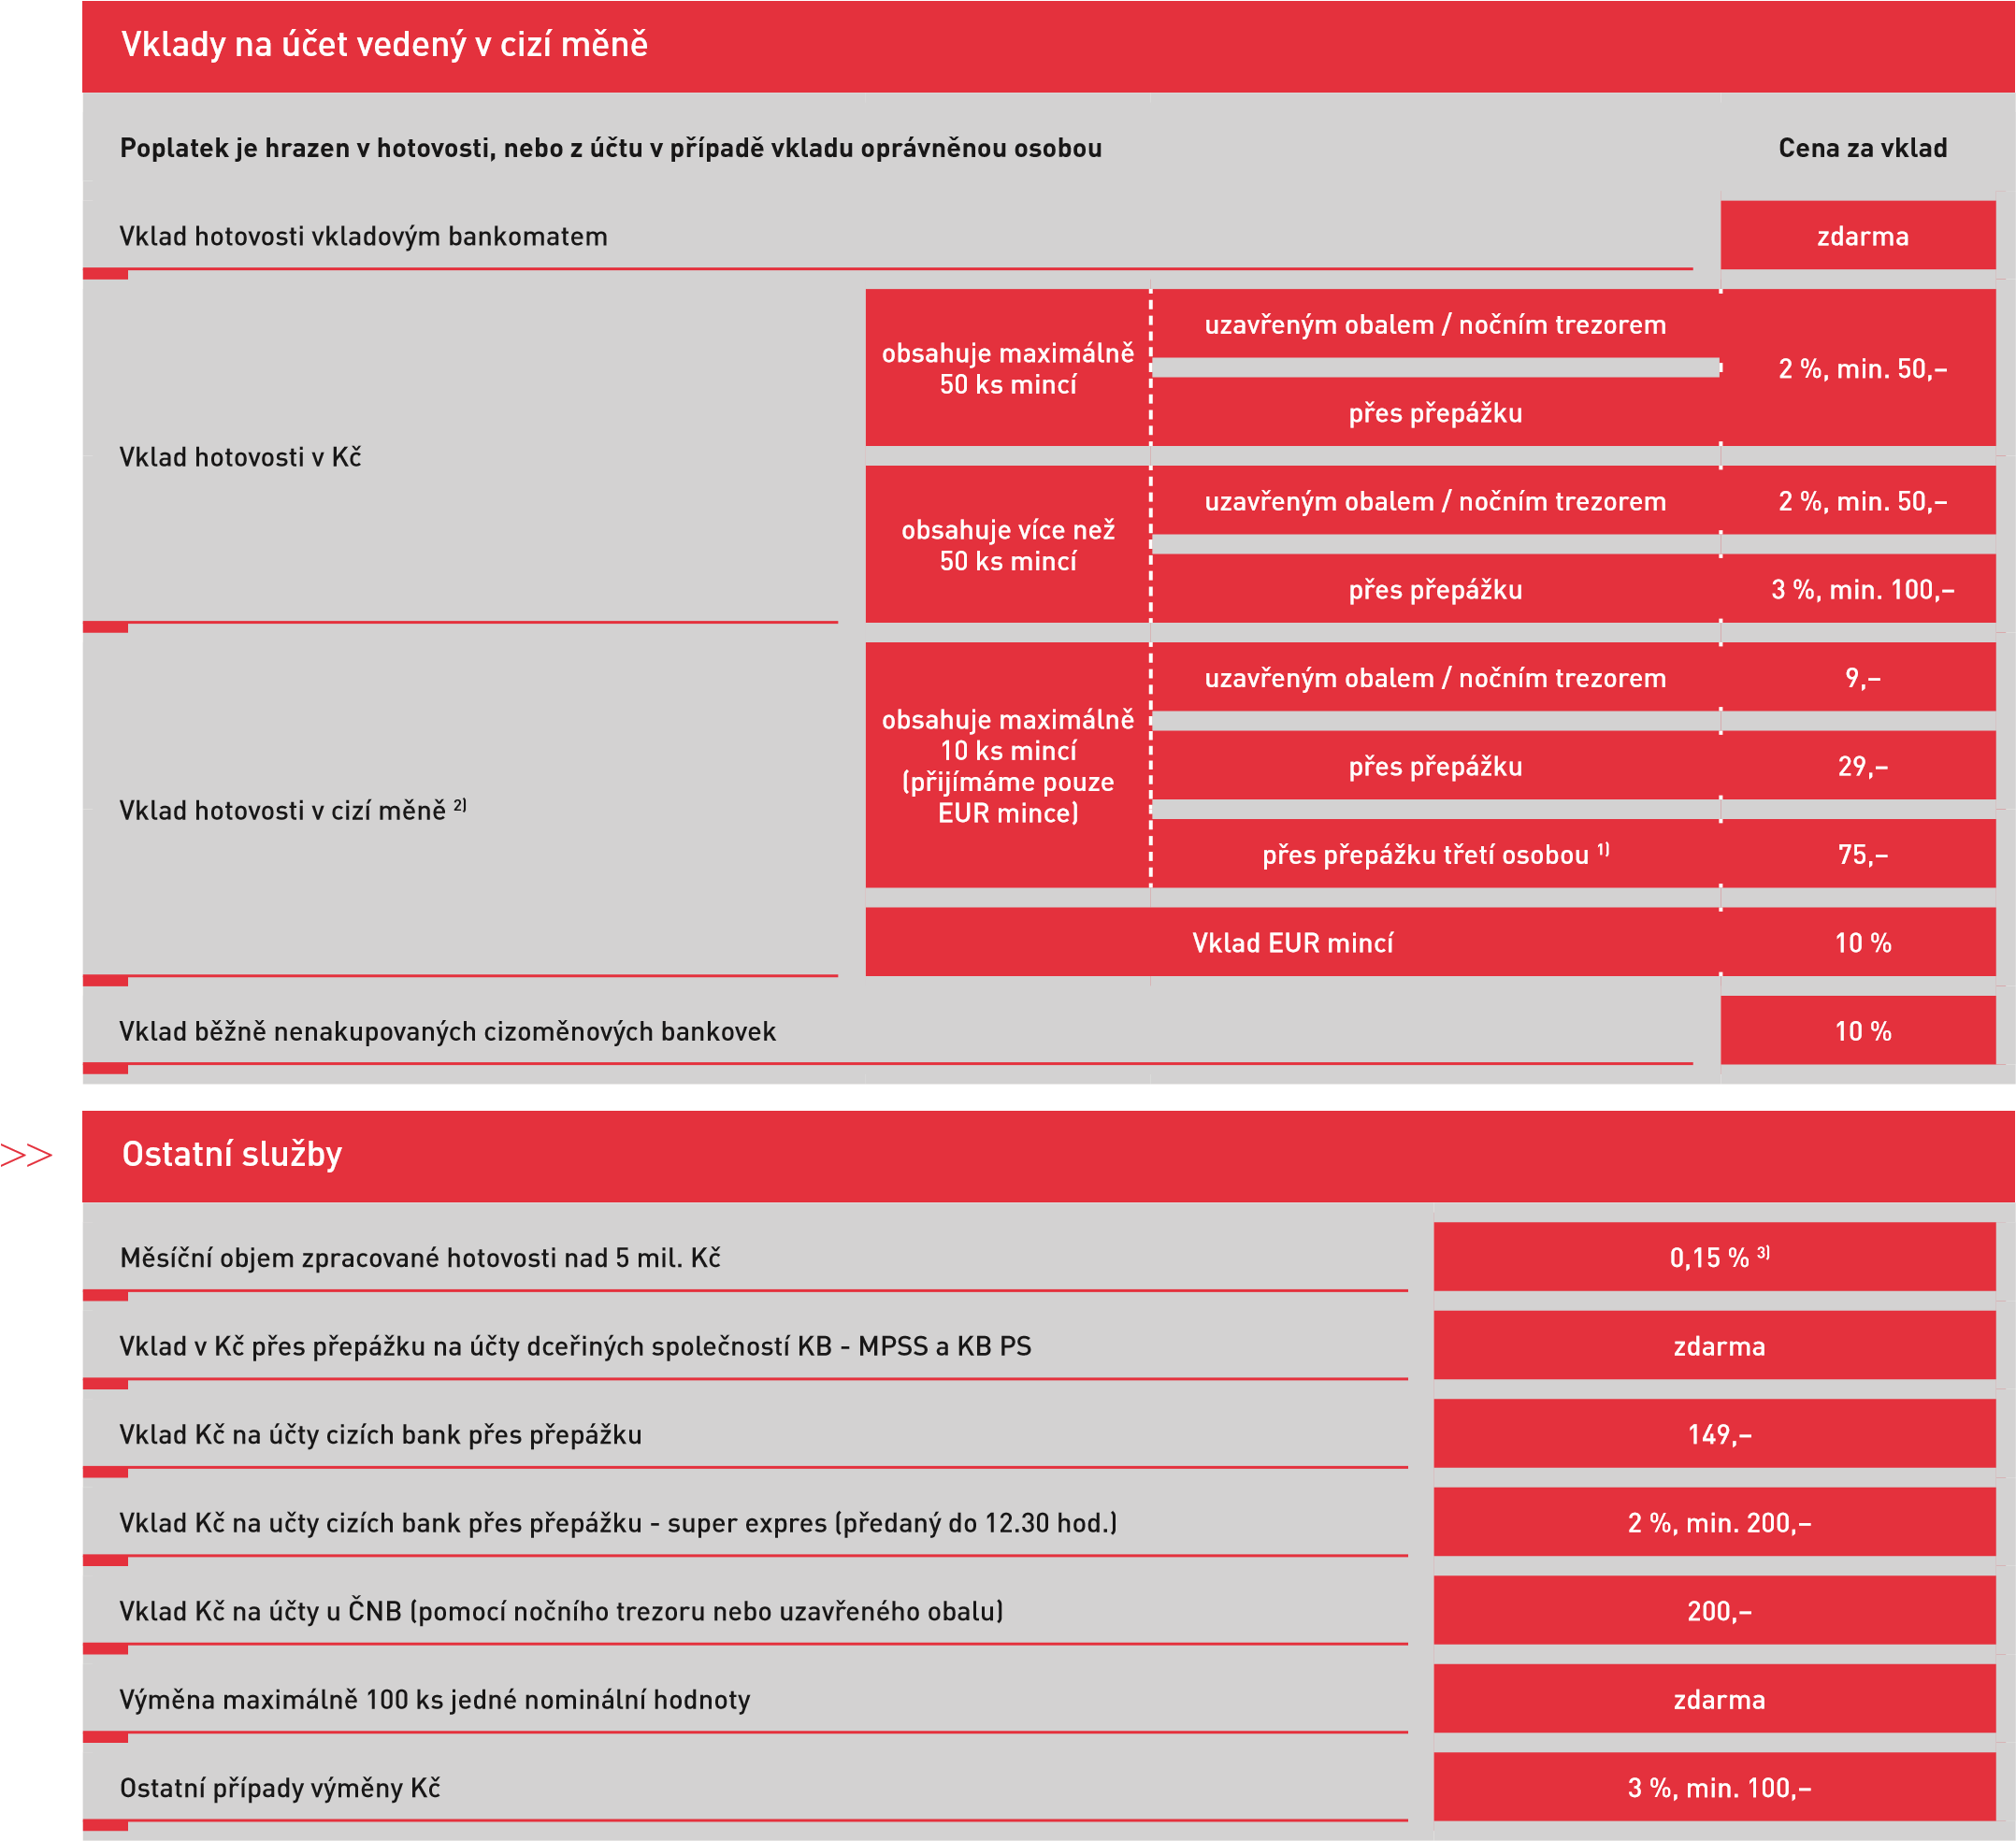 Vklady na účet vedený v cizí měně
Poplatek je hrazen v hotovosti, nebo z účtu v případě vkladu oprávněnou osobou
Cena za vklad
Vklad hotovosti vkladovým bankomatem
zdarma
Vklad hotovosti v Kč
obsahuje maximálně
50 ks mincí
uzavřeným obalem / nočním trezorem
přes přepážku
2 %, min. 50,–
obsahuje více než
50 ks mincí
uzavřeným obalem / nočním trezorem
2 %, min. 50,–
přes přepážku
3 %, min. 100,–
Vklad hotovosti v cizí měně 2)
obsahuje maximálně
10 ks mincí
(přijímáme pouze
EUR mince)
uzavřeným obalem / nočním trezorem
9,–
přes přepážku
29,–
přes přepážku třetí osobou 1)
75,–
Vklad EUR mincí
10 %
Vklad běžně nenakupovaných cizoměnových bankovek
10 %
>>
Ostatní služby
Měsíční objem zpracované hotovosti nad 5 mil. Kč
0,15 % 3)
Vklad v Kč přes přepážku na účty dceřiných společností KB - MPSS a KB PS
zdarma
Vklad Kč na účty cizích bank přes přepážku
149,–
Vklad Kč na učty cizích bank přes přepážku - super expres (předaný do 12.30 hod.)
2 %, min. 200,–
Vklad Kč na účty u ČNB (pomocí nočního trezoru nebo uzavřeného obalu)
200,–
Výměna maximálně 100 ks jedné nominální hodnoty
zdarma
Ostatní případy výměny Kč
3 %, min. 100,–